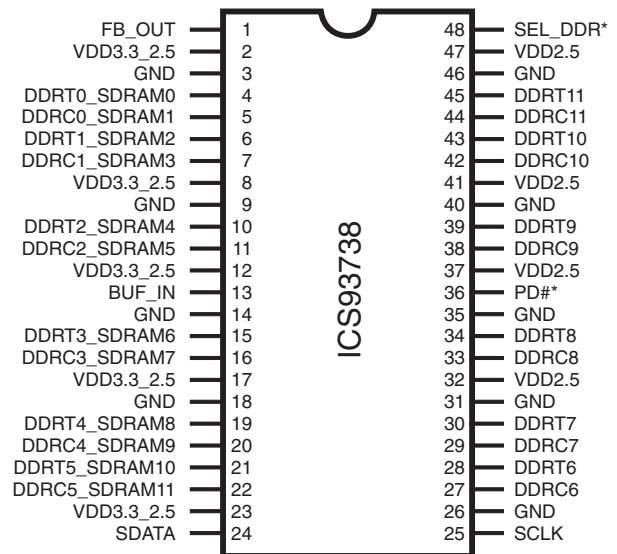 FB_OUT 1 48 SEL_DDR*
VDD3.3_2.5 2 47 VDD2.5
GND 3 46 GND
DDRT0_SDRAM0 4 45 DDRT11
DDRC0_SDRAM1 5 44 DDRC11
DDRT1_SDRAM2 6 43 DDRT10
DDRC1_SDRAM3 7 42 DDRC10
VDD3.3_2.5 8 41 VDD2.5
GND 9 40 GND
DDRT2_SDRAM4 10 39 DDRT9
DDRC2_SDRAM5 11 38 DDRC9
VDD3.3_2.5 12 37 VDD2.5
BUF_IN 13 36 PD#*
GND 14 35 GND
DDRT3_SDRAM6 15 34 DDRT8
DDRC3_SDRAM7 16 33 DDRC8
VDD3.3_2.5 17 32 VDD2.5
GND 18 31 GND
DDRT4_SDRAM8 19 30 DDRT7
DDRC4_SDRAM9 20 29 DDRC7
DDRT5_SDRAM10 21 28 DDRT6
DDRC5_SDRAM11 22 27 DDRC6
VDD3.3_2.5 23 26 GND
SDATA 24 25 SCLK
ICS93738